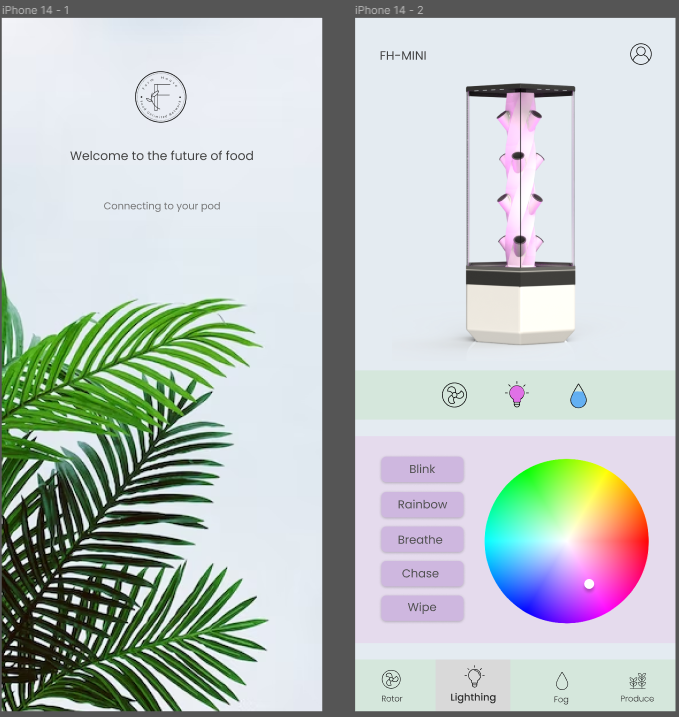 iPhone 14 - 1
Welcome to the future of food
Connecting to your pod
iPhone 14 - 2
FH-MINI
Blink
Rainbow
Breathe
Chase
Wipe
Rotor
Lighthing
Fog
Produce